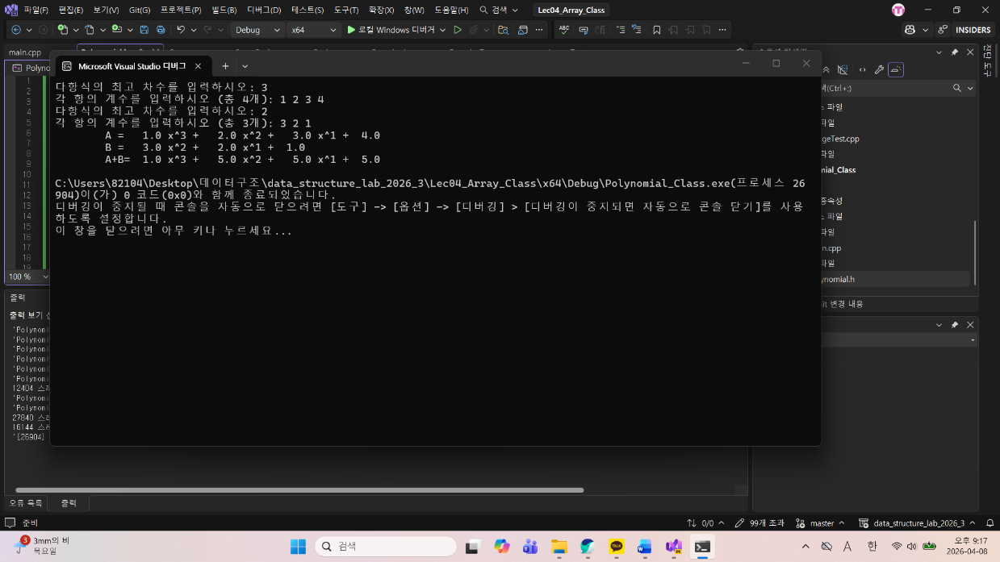 파일(F) 편집(E) 보기(V) Git(G) 프로젝트(P) 빌드(B) 디버그(D) 테스트(S) 도구(T) 확장(X) 창(W) 도움말(H) 검색 Lec04_Array_Class
Debug x64 로컬 Windows 디버거 INSIDERS
main.cpp
Microsoft Visual Studio 디버그
다항식의 최고 차수를 입력하시오: 3
각 항의 계수를 입력하시오 (총 4개): 1 2 3 4
다항식의 최고 차수를 입력하시오: 2
각 항의 계수를 입력하시오 (총 3개): 3 2 1
A = 1.0 x^3 + 2.0 x^2 + 3.0 x^1 + 4.0
B = 3.0 x^2 + 2.0 x^1 + 1.0
A+B= 1.0 x^3 + 5.0 x^2 + 5.0 x^1 + 5.0
C:\Users\82104\Desktop\데이터구조\data_structure_lab_2026_3\Lec04_Array_Class\x64\Debug\Polynomial_Class.exe(프로세스 26
904)이(가) 0 코드(0x0)와 함께 종료되었습니다.
디버깅이 중지될 때 콘솔을 자동으로 닫으려면 [도구] -> [옵션] -> [디버깅] > [디버깅이 중지되면 자동으로 콘솔 닫기]를 사용
하도록 설정합니다.
이 창을 닫으려면 아무 키나 누르세요...
Polyno
1
2
3
4
5
6
7
8
9
10
11
12
13
14
15
16
17
18
19
100 %
출력
출력 보기
'Polynomi
'Polynomi
'Polynomi
'Polynomi
'Polynomi
'Polynomi
12404 스레
'Polynomi
'Polynomi
27840 스레
16144 스레
'[26904]
오류 목록 출력
색(Ctrl+;)
파일
파일
geTest.cpp
파일
mial_Class
종속성
파일
파일
n.cpp
파일
ynomial.h
it 변경 내용
진단 도구
준비 0/0 99개 조과 master data_structure_lab_2026_3
3 3mm의 비
목요일
검색
TALK
A 한
오후 9:17
2026-04-08